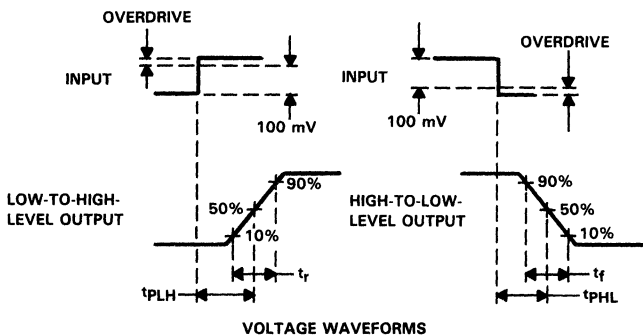 OVERDRIVE
INPUT
100 mV
OVERDRIVE
INPUT
100 mV
LOW-TO-HIGH-
LEVEL OUTPUT
90%
50%
10%
tr
tPLH
HIGH-TO-LOW-
LEVEL OUTPUT
90%
50%
10%
tf
tPHL
VOLTAGE WAVEFORMS